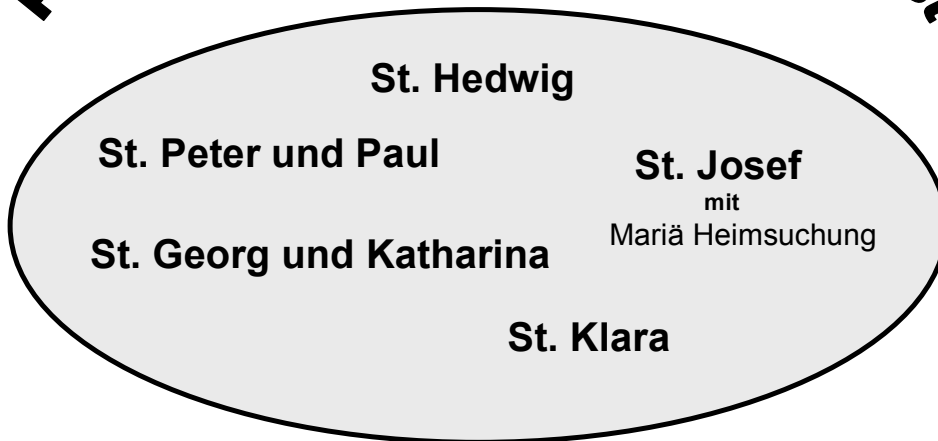 St. Hedwig
St. Peter und Paul
St. Josef
mit
Mariä Heimsuchung
St. Georg und Katharina
St. Klara